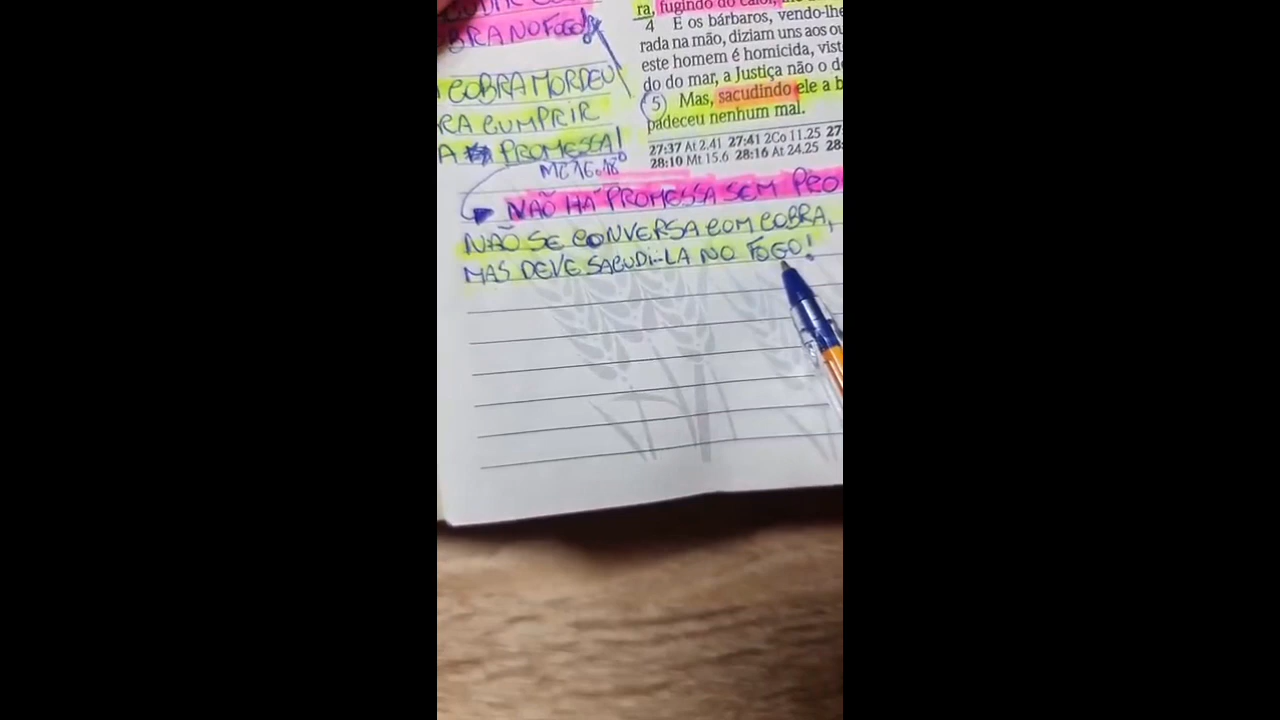 BRA NO FOGO!
COBRA MORDEU
RA CUMPRIR
A PROMESSA!
MC 16.18
NÃO HÁ PROMESSA SEM PRO
NÃO SE CONVERSA COM COBRA,
MAS DEVE SACUDI-LA NO FOGO!
ra, fugindo do calor,
4 E os bárbaros, vendo-lhe
rada na mão, diziam uns aos ou
este homem é homicida, vist
do do mar, a Justiça não o d
5 Mas, sacudindo ele a b
padeceu nenhum mal.
27:37 At 2.41 27:41 2Co 11.25 27
28:10 Mt 15.6 28:16 At 24.25 28: